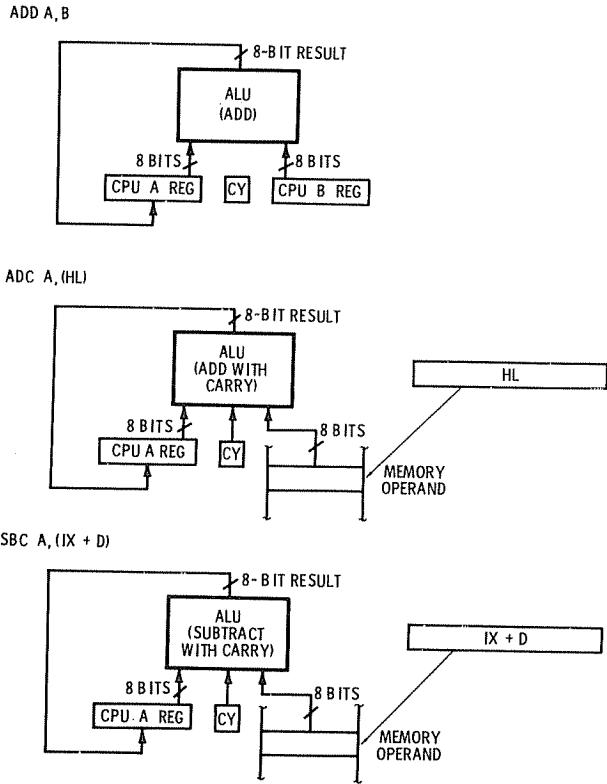 ADD A, B
8-BIT RESULT
ALU
(ADD)
8 BITS
8 BITS
CPU A REG
CY
CPU B REG
ADC A, (HL)
8-BIT RESULT
ALU
(ADD WITH
CARRY)
HL
8 BITS
8 BITS
CPU A REG
CY
MEMORY
OPERAND
SBC A, (IX + D)
8-BIT RESULT
ALU
(SUBTRACT
WITH CARRY)
IX + D
8 BITS
8 BITS
CPU A REG
CY
MEMORY
OPERAND